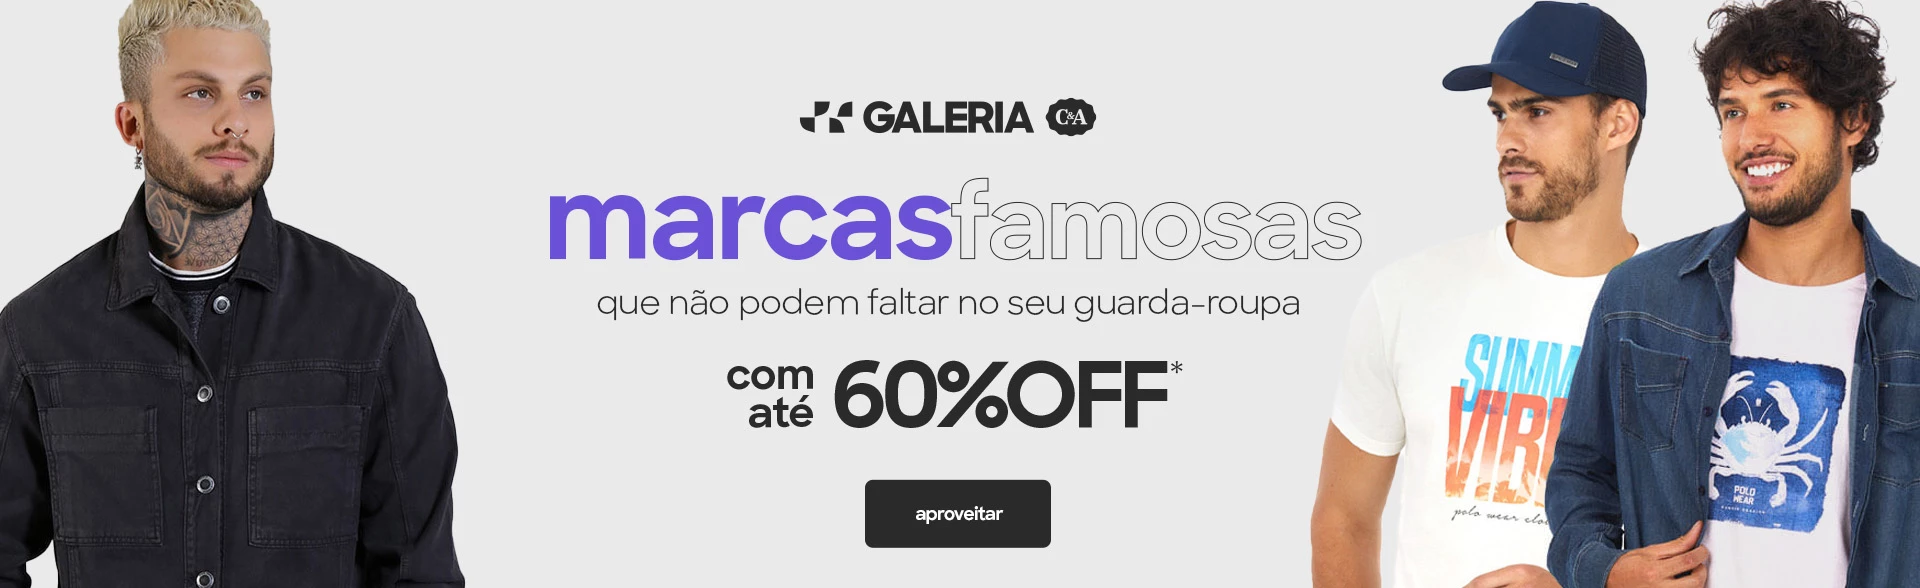 GALERIA C&A
marcasfamosas
que não podem faltar no seu guarda-roupa
com até 60%OFF*
aproveitar
SUMM
VIB
polo wear clo
POLO
WEAR